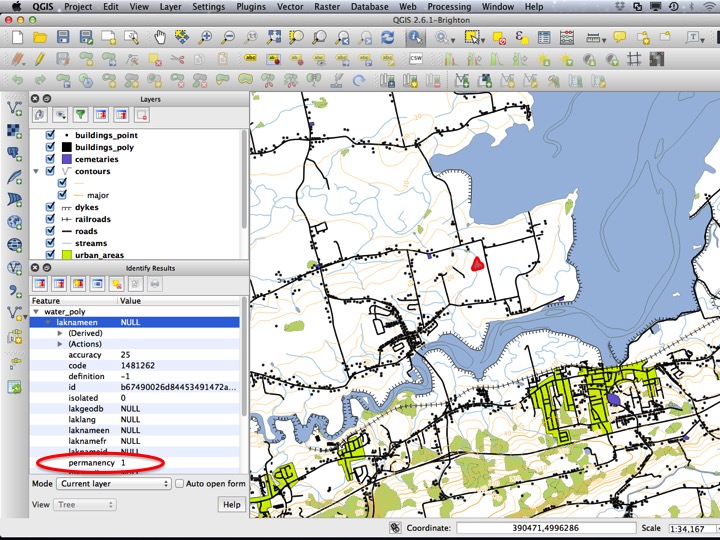 QGIS Project Edit View Layer Settings Plugins Vector Raster Database Web Processing Window Help
QGIS 2.6.1-Brighton
CSW
Layers
buildings_point
buildings_poly
cemetaries
contours
major
dykes
railroads
roads
streams
urban_areas
Identify Results
Feature Value
water_poly
laknameen NULL
(Derived)
(Actions)
accuracy 25
code 1481262
definition -1
id b67490026d84453491472a...
isolated 0
lakgeodb NULL
laklang NULL
laknameen NULL
laknamefr NULL
laknameid NULL
permanency 1
Mode Current layer Auto open form
View Tree Help
Coordinate: 390471,4996286 Scale 1:34,167